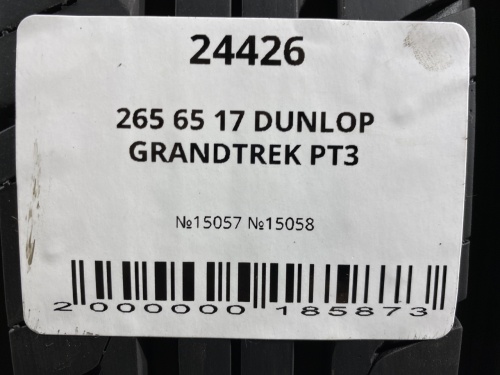 24426
265 65 17 DUNLOP
GRANDTREK PT3
№15057 №15058
2 000000 185873